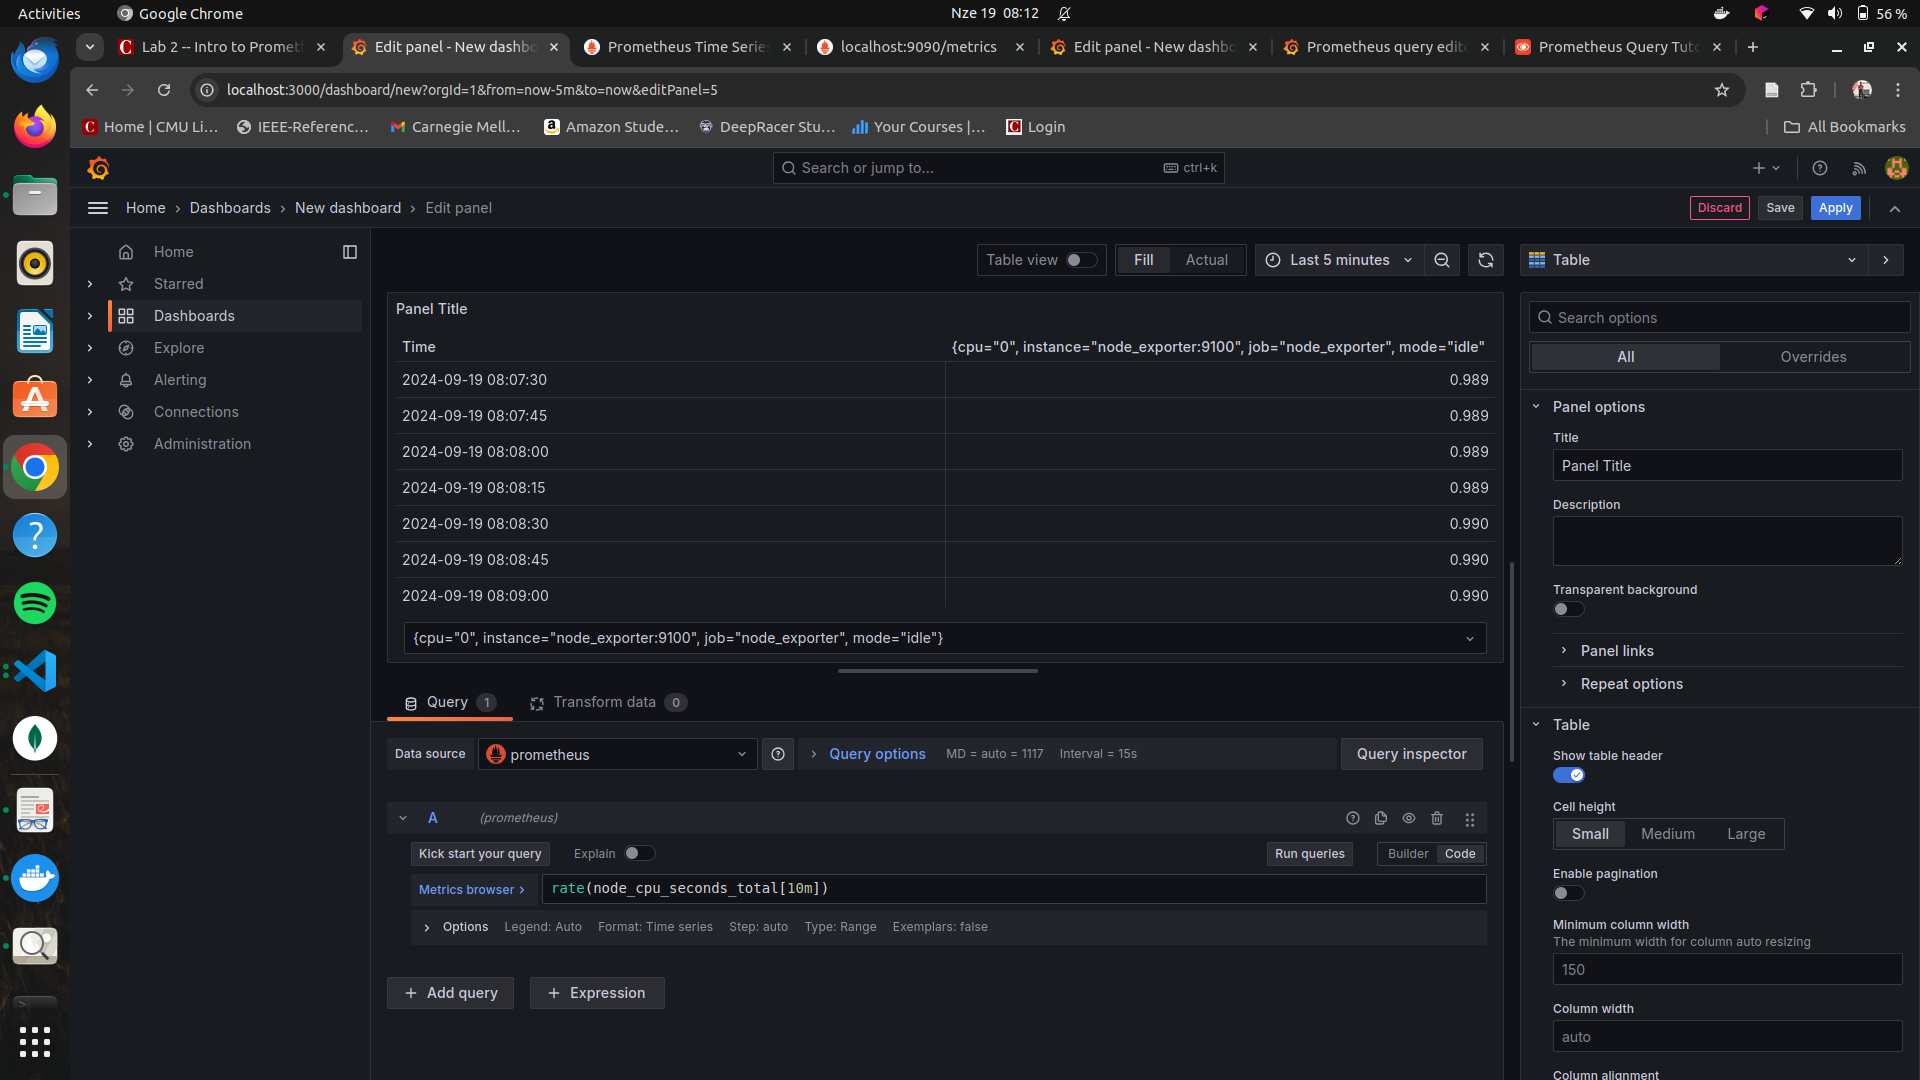 Activities
Google Chrome
Nze 19 08:12
56 %
Lab 2 -- Intro to Promet
Edit panel - New dashbo
Prometheus Time Serie
localhost:9090/metrics
Edit panel - New dashbo
Prometheus query edit
Prometheus Query Tut
localhost:3000/dashboard/new?orgId=1&from=now-5m&to=now&editPanel=5
Home | CMU Li...
IEEE-Referenc...
Carnegie Mell...
Amazon Stude...
DeepRacer Stu...
Your Courses |...
Login
All Bookmarks
Search or jump to...
ctrl+k
Home › Dashboards › New dashboard › Edit panel
Discard
Save
Apply
Home
Starred
Dashboards
Explore
Alerting
Connections
Administration
Table view
Fill
Actual
Last 5 minutes
Table
Panel Title
Time
{cpu="0", instance="node_exporter:9100", job="node_exporter", mode="idle"
2024-09-19 08:07:30 0.989
2024-09-19 08:07:45 0.989
2024-09-19 08:08:00 0.989
2024-09-19 08:08:15 0.989
2024-09-19 08:08:30 0.990
2024-09-19 08:08:45 0.990
2024-09-19 08:09:00 0.990
{cpu="0", instance="node_exporter:9100", job="node_exporter", mode="idle"}
Query 1
Transform data 0
Data source
prometheus
Query options
MD = auto = 1117
Interval = 15s
Query inspector
A
(prometheus)
Kick start your query
Explain
Run queries
Builder
Code
Metrics browser >
rate(node_cpu_seconds_total[10m])
Options
Legend: Auto
Format: Time series
Step: auto
Type: Range
Exemplars: false
+ Add query
+ Expression
Search options
All
Overrides
Panel options
Title
Panel Title
Description
Transparent background
Panel links
Repeat options
Table
Show table header
Cell height
Small
Medium
Large
Enable pagination
Minimum column width
The minimum width for column auto resizing
150
Column width
auto
Column alignment